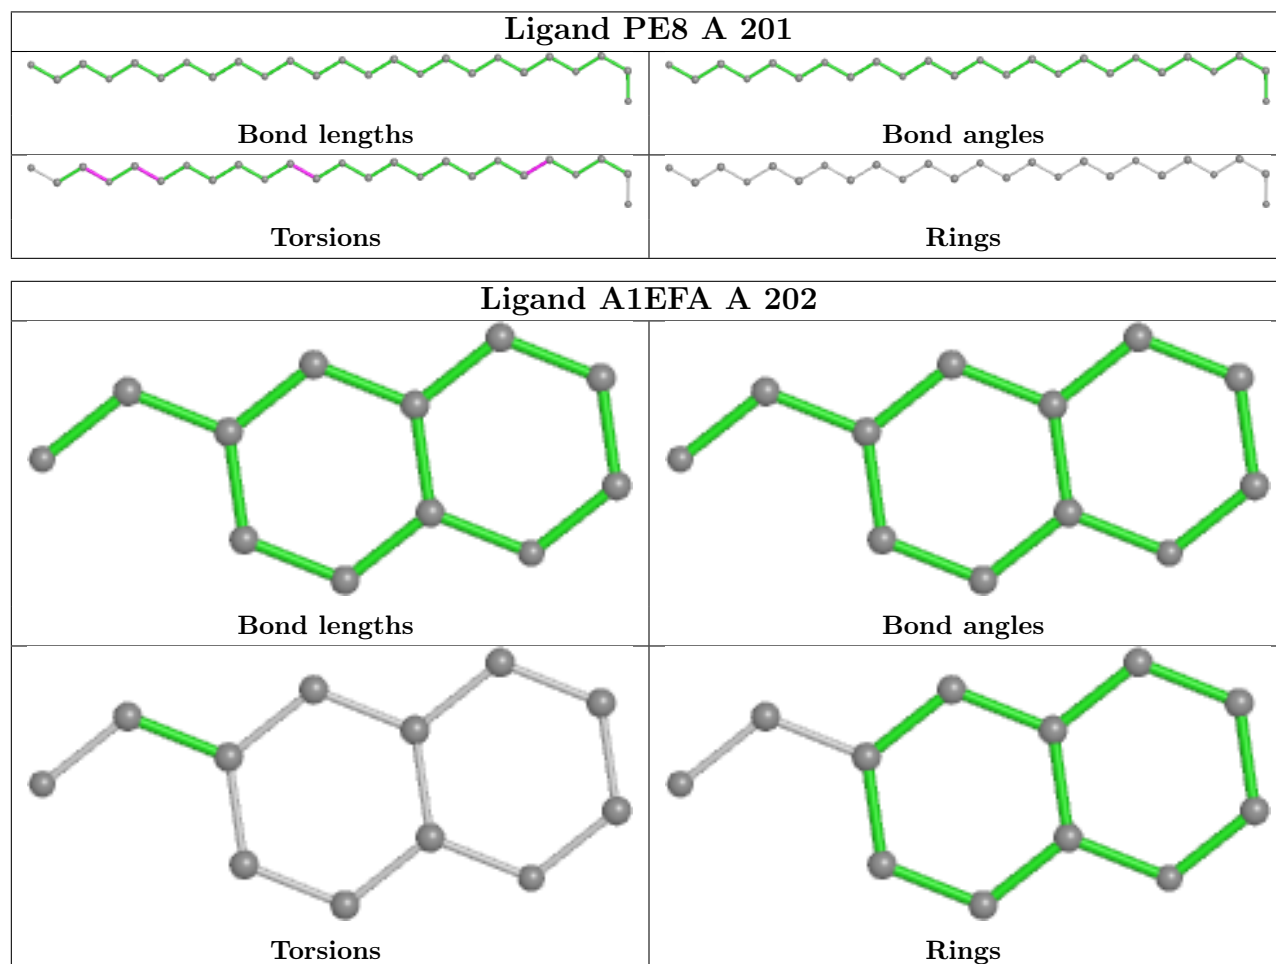 Ligand PE8 A 201
Bond lengths
Bond angles
Torsions
Rings
Ligand A1EFA A 202
Bond lengths
Bond angles
Torsions
Rings